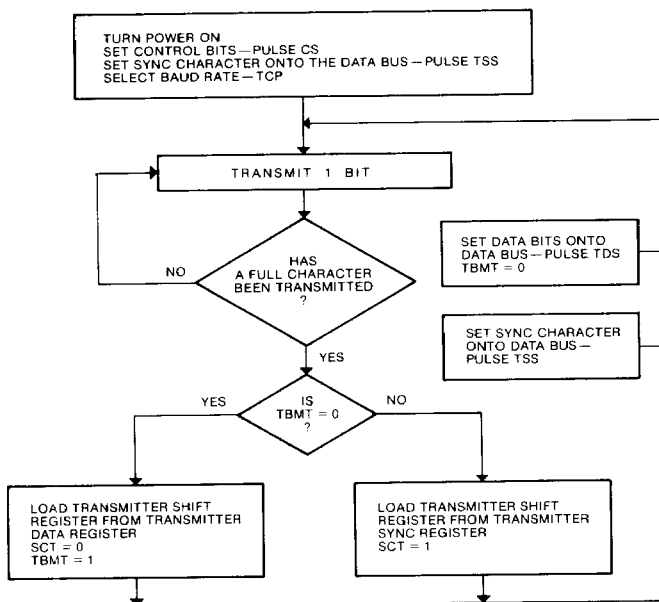 TURN POWER ON
SET CONTROL BITS—PULSE CS
SET SYNC CHARACTER ONTO THE DATA BUS—PULSE TSS
SELECT BAUD RATE—TCP
TRANSMIT 1 BIT
HAS
A FULL CHARACTER
BEEN TRANSMITTED
?
NO
YES
SET DATA BITS ONTO
DATA BUS—PULSE TDS
TBMT = 0
SET SYNC CHARACTER
ONTO DATA BUS—
PULSE TSS
IS
TBMT = 0
?
YES
NO
LOAD TRANSMITTER SHIFT
REGISTER FROM TRANSMITTER
DATA REGISTER
SCT = 0
TBMT = 1
LOAD TRANSMITTER SHIFT
REGISTER FROM TRANSMITTER
SYNC REGISTER
SCT = 1